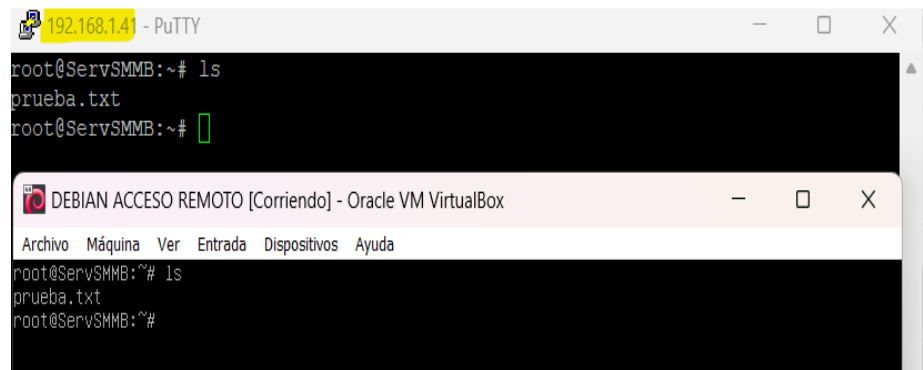 192.168.1.41 - PuTTY
root@ServSMMB:~# ls
prueba.txt
root@ServSMMB:~#
DEBIAN ACCESO REMOTO [Corriendo] - Oracle VM VirtualBox
Archivo Máquina Ver Entrada Dispositivos Ayuda
root@ServSMMB:~# ls
prueba.txt
root@ServSMMB:~#